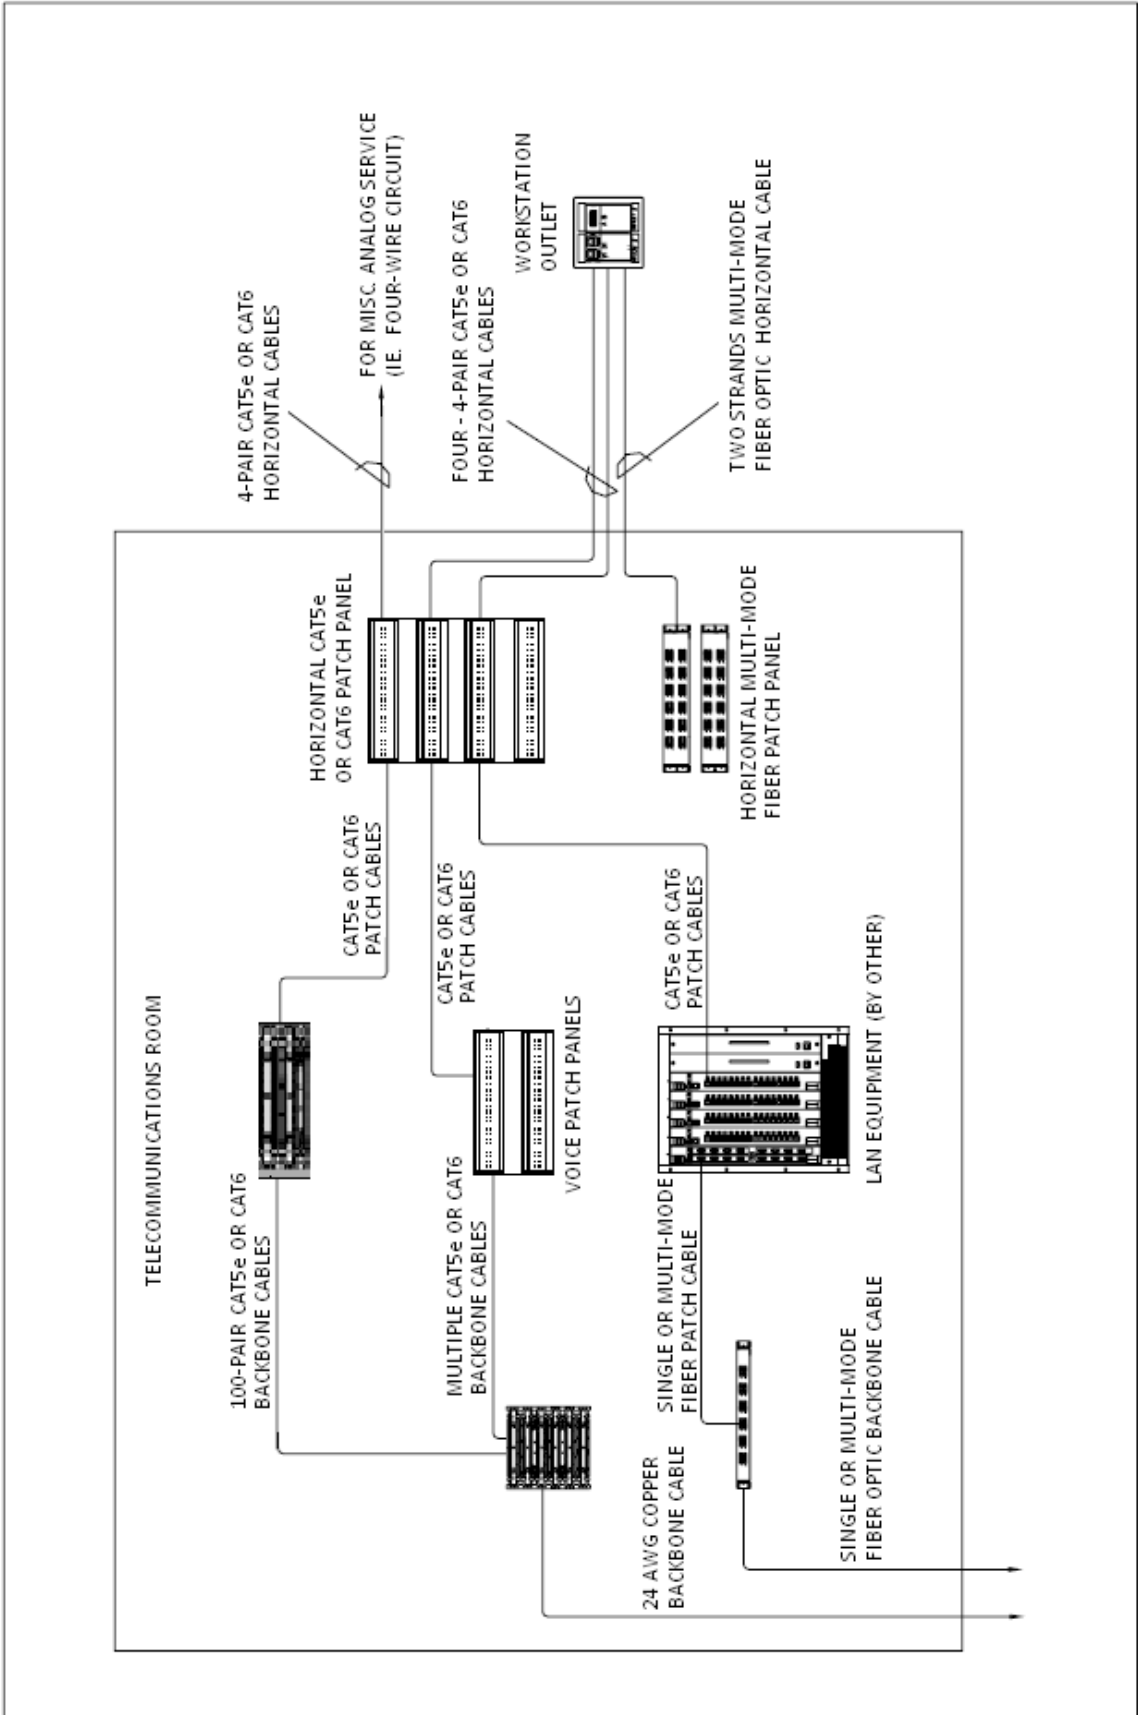 TELECOMMUNICATIONS ROOM
4-PAIR CAT5e OR CAT6
HORIZONTAL CABLES
FOR MISC. ANALOG SERVICE
(IE. FOUR-WIRE CIRCUIT)
100-PAIR CAT5e OR CAT6
BACKBONE CABLES
CAT5e OR CAT6
PATCH CABLES
HORIZONTAL CAT5e
OR CAT6 PATCH PANEL
MULTIPLE CAT5e OR CAT6
BACKBONE CABLES
CAT5e OR CAT6
PATCH CABLES
FOUR - 4-PAIR CAT5e OR CAT6
HORIZONTAL CABLES
WORKSTATION
OUTLET
VOICE PATCH PANELS
24 AWG COPPER
BACKBONE CABLE
SINGLE OR MULTI-MODE
FIBER PATCH CABLE
CAT5e OR CAT6
PATCH CABLES
HORIZONTAL MULTI-MODE
FIBER PATCH PANEL
TWO STRANDS MULTI-MODE
FIBER OPTIC HORIZONTAL CABLE
SINGLE OR MULTI-MODE
FIBER OPTIC BACKBONE CABLE
LAN EQUIPMENT (BY OTHER)